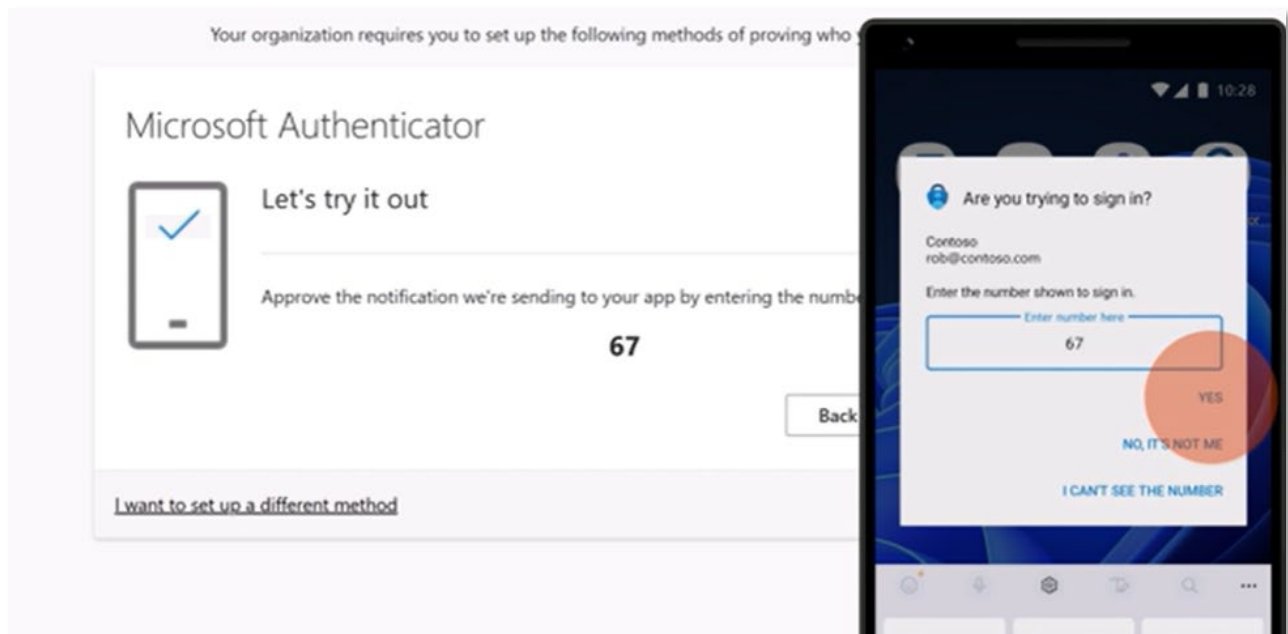 Your organization requires you to set up the following methods of proving who
Microsoft Authenticator
Let's try it out
Approve the notification we're sending to your app by entering the
67
Back
I want to set up a different method
10:28
Are you trying to sign in?
Contoso
rob@contoso.com
Enter the number shown to sign in.
Enter number here
67
YES
NO, IT'S NOT ME
I CAN'T SEE THE NUMBER